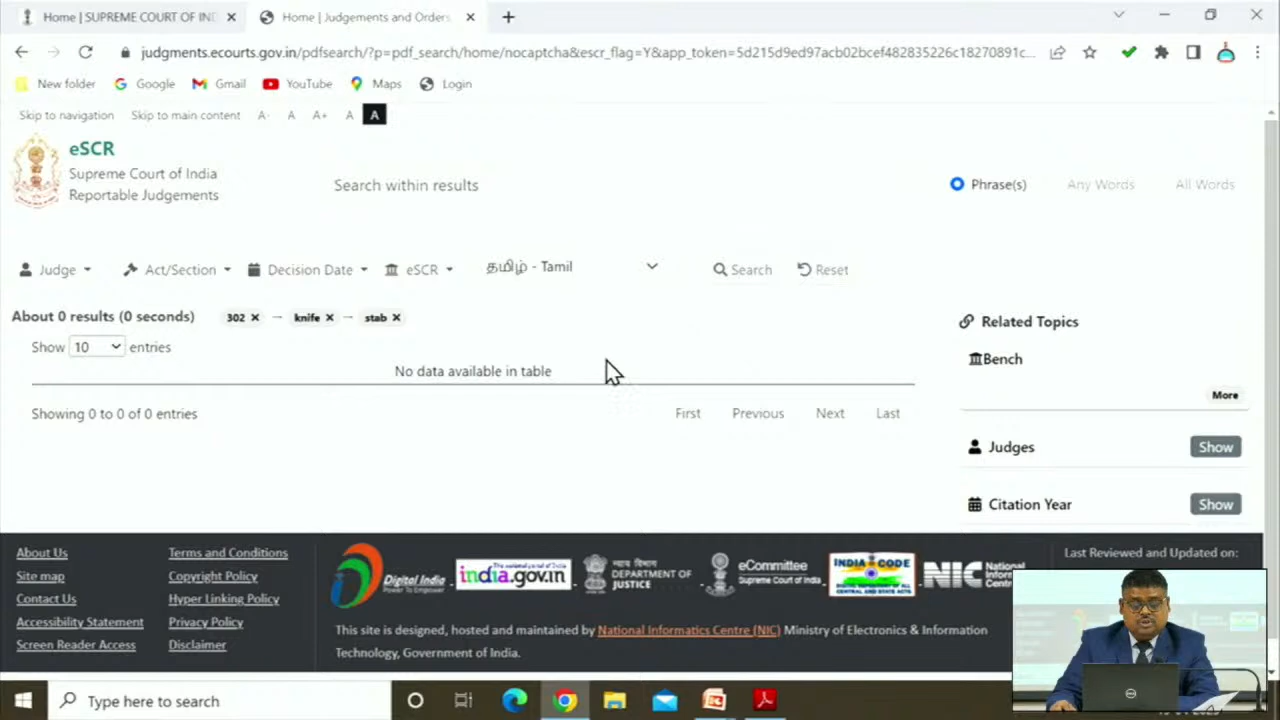 Home | SUPREME COURT OF IND
Home | Judgements and Orders
judgments.ecourts.gov.in/pdfsearch/?p=pdf_search/home/nocaptcha&escr_flag=Y&app_token=5d215d9ed97acb02bcef482835226c18270891c...
New folder
Google
Gmail
YouTube
Maps
Login
Skip to navigation
Skip to main content
A-
A
A+
A
A
eSCR
Supreme Court of India
Reportable Judgements
Search within results
Phrase(s)
Any Words
All Words
Judge
Act/Section
Decision Date
eSCR
தமிழ் - Tamil
Search
Reset
About 0 results (0 seconds)
302 × → knife × → stab ×
Show 10 entries
No data available in table
Showing 0 to 0 of 0 entries
First
Previous
Next
Last
Related Topics
Bench
More
Judges
Show
Citation Year
Show
About Us
Site map
Contact Us
Accessibility Statement
Screen Reader Access
Terms and Conditions
Copyright Policy
Hyper Linking Policy
Privacy Policy
Disclaimer
Digital India
Power To Empower
india.gov.in
DEPARTMENT OF
JUSTICE
eCommittee
Supreme Court of India
INDIA CODE
NIC
National
This site is designed, hosted and maintained by National Informatics Centre (NIC) Ministry of Electronics & Information
Technology, Government of India.
Last Reviewed and Updated on:
Type here to search